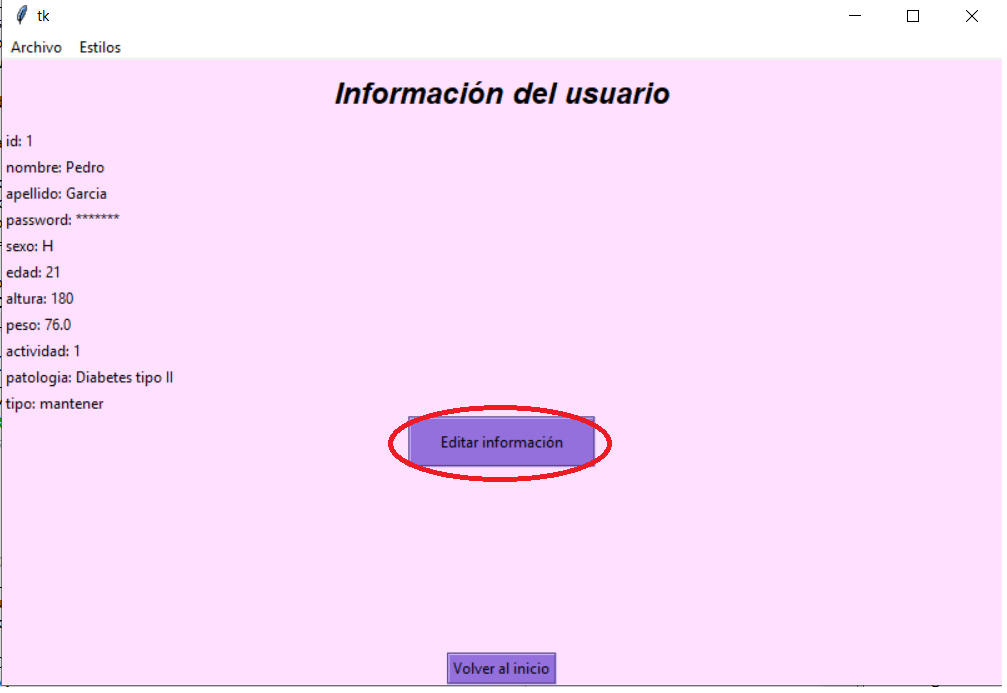 tk
Archivo Estilos
Información del usuario
id: 1
nombre: Pedro
apellido: Garcia
password: *******
sexo: H
edad: 21
altura: 180
peso: 76.0
actividad: 1
patologia: Diabetes tipo II
tipo: mantener
Editar información
Volver al inicio